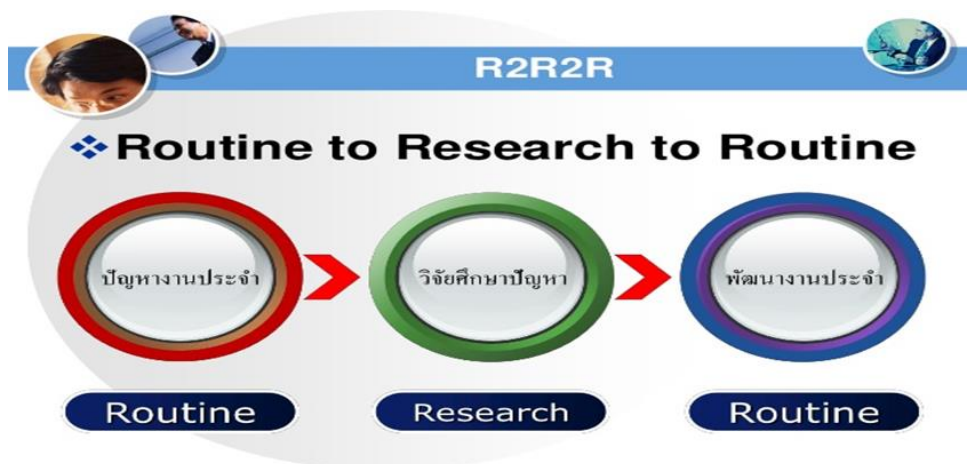 R2R2R
Routine to Research to Routine
ปัญหางานประจำ
วิจัยศึกษาปัญหา
พัฒนางานประจำ
Routine
Research
Routine